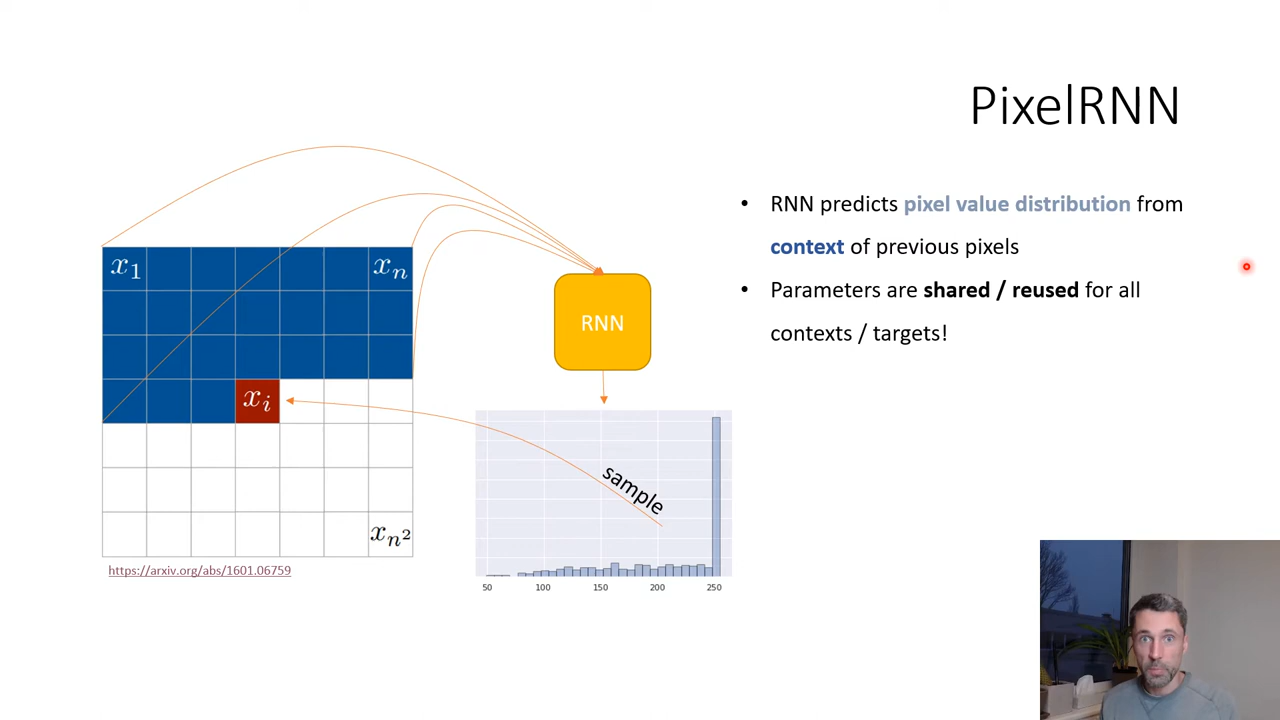 PixelRNN
• RNN predicts pixel value distribution from
context of previous pixels
• Parameters are shared / reused for all
contexts / targets!
x₁
xₙ
xᵢ
xₙ²
https://arxiv.org/abs/1601.06759
RNN
sample
50 100 150 200 250